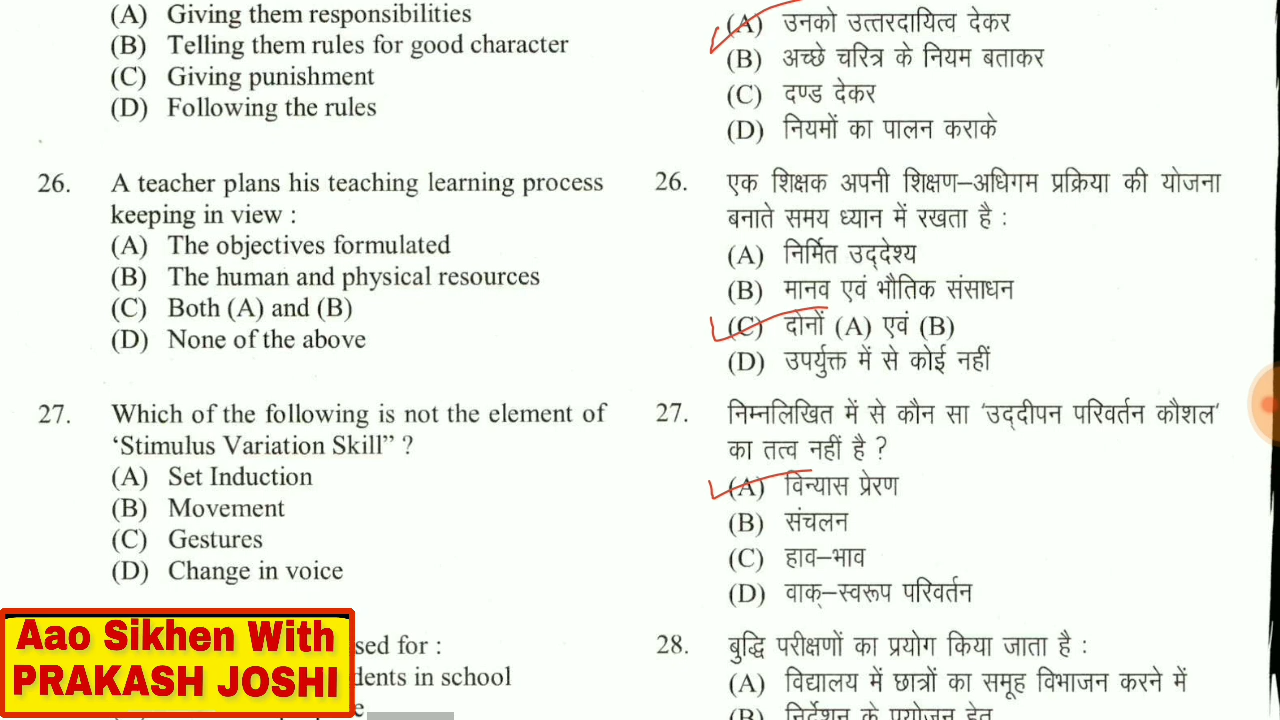 (A) Giving them responsibilities
(B) Telling them rules for good character
(C) Giving punishment
(D) Following the rules
26. A teacher plans his teaching learning process
keeping in view :
(A) The objectives formulated
(B) The human and physical resources
(C) Both (A) and (B)
(D) None of the above
27. Which of the following is not the element of
‘Stimulus Variation Skill” ?
(A) Set Induction
(B) Movement
(C) Gestures
(D) Change in voice
sed for :
dents in school
(A) उनको उत्तरदायित्व देकर
(B) अच्छे चरित्र के नियम बताकर
(C) दण्ड देकर
(D) नियमों का पालन कराके
26. एक शिक्षक अपनी शिक्षण–अधिगम प्रक्रिया की योजना
बनाते समय ध्यान में रखता है :
(A) निर्मित उद्देश्य
(B) मानव एवं भौतिक संसाधन
(C) दोनों (A) एवं (B)
(D) उपर्युक्त में से कोई नहीं
27. निम्नलिखित में से कौन सा ‘उद्दीपन परिवर्तन कौशल’
का तत्व नहीं है ?
(A) विन्यास प्रेरण
(B) संचलन
(C) हाव–भाव
(D) वाक्–स्वरूप परिवर्तन
28. बुद्धि परीक्षणों का प्रयोग किया जाता है :
(A) विद्यालय में छात्रों का समूह विभाजन करने में
(B) निर्देशन के प्रयोजन हेतु
Aao Sikhen With
PRAKASH JOSHI